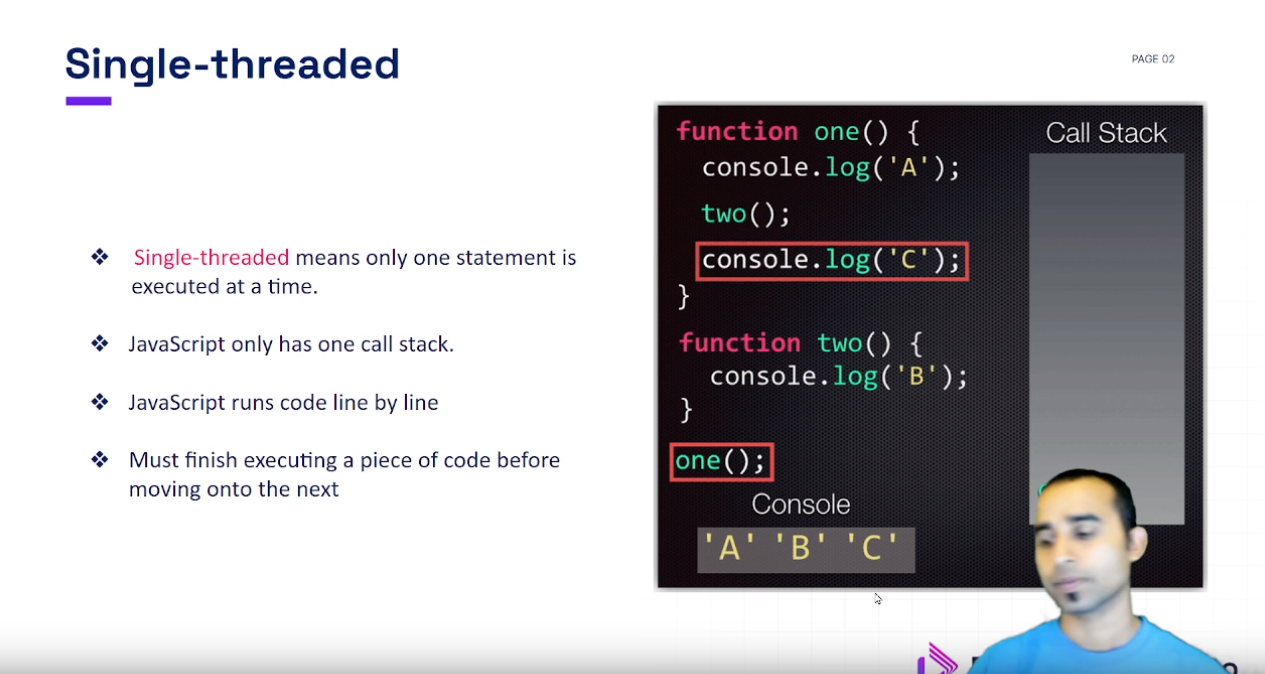 Single-threaded
PAGE 02
❖ Single-threaded means only one statement is
executed at a time.
❖ JavaScript only has one call stack.
❖ JavaScript runs code line by line
❖ Must finish executing a piece of code before
moving onto the next
function one() {
console.log('A');
two();
console.log('C');
}
function two() {
console.log('B');
}
one();
Call Stack
Console
'A' 'B' 'C'